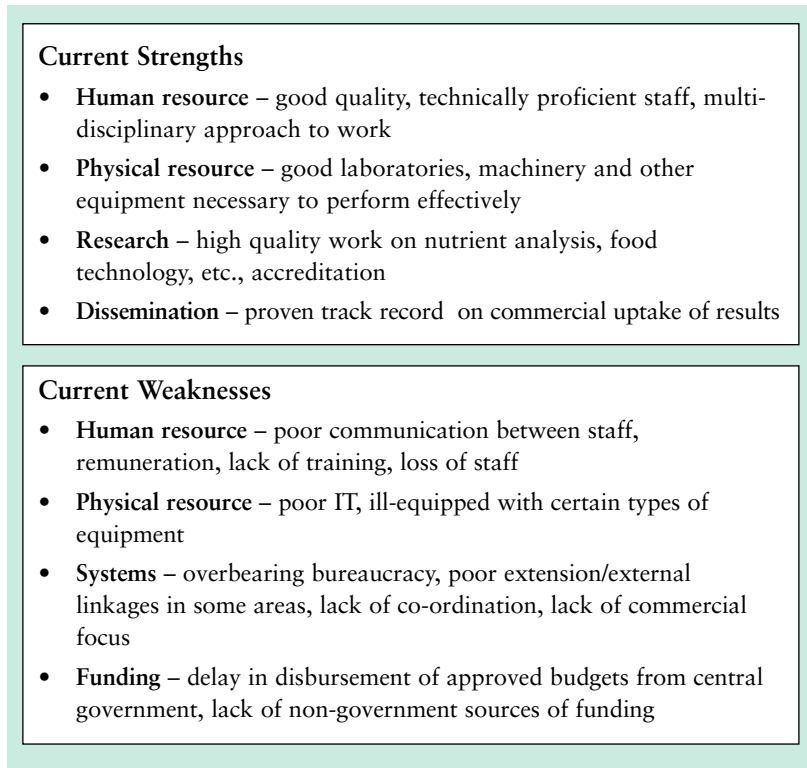 Current Strengths
• Human resource – good quality, technically proficient staff, multi-
disciplinary approach to work
• Physical resource – good laboratories, machinery and other
equipment necessary to perform effectively
• Research – high quality work on nutrient analysis, food
technology, etc., accreditation
• Dissemination – proven track record on commercial uptake of results
Current Weaknesses
• Human resource – poor communication between staff,
remuneration, lack of training, loss of staff
• Physical resource – poor IT, ill-equipped with certain types of
equipment
• Systems – overbearing bureaucracy, poor extension/external
linkages in some areas, lack of co-ordination, lack of commercial
focus
• Funding – delay in disbursement of approved budgets from central
government, lack of non-government sources of funding